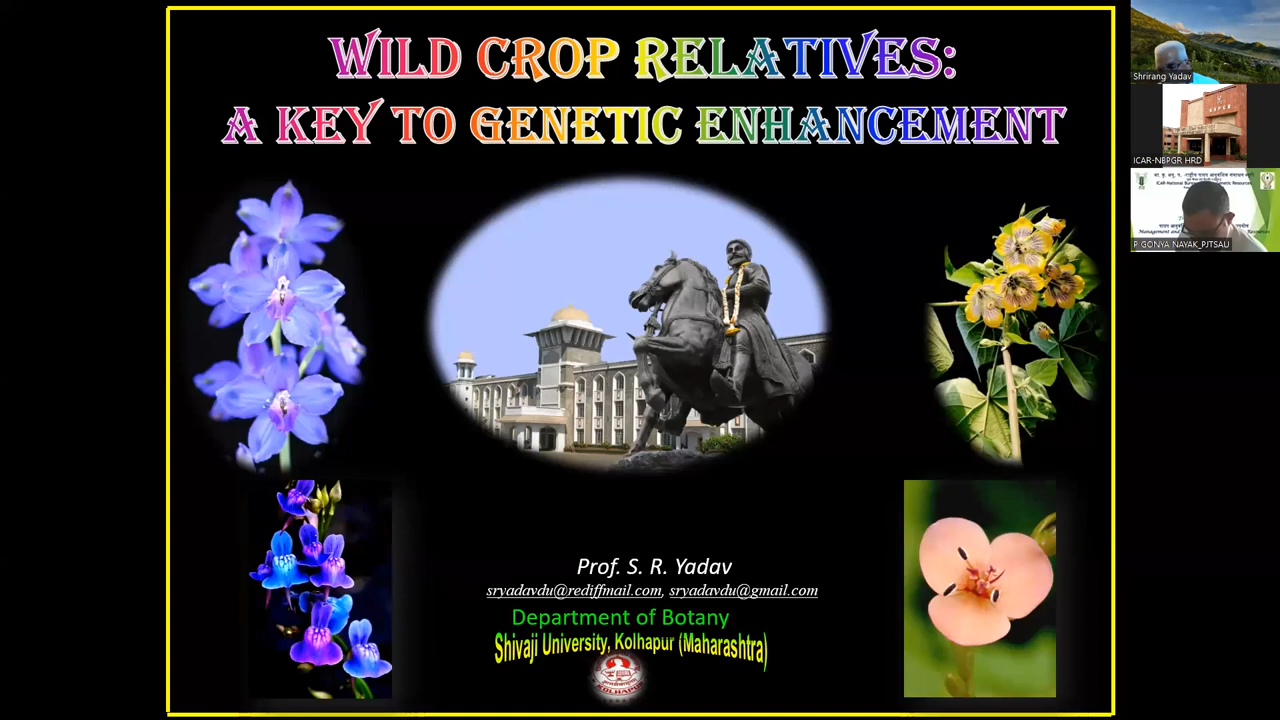 WILD CROP RELATIVES:
A KEY TO GENETIC ENHANCEMENT
Prof. S. R. Yadav
sryadavdu@rediffmail.com, sryadavdu@gmail.com
Department of Botany
Shivaji University, Kolhapur (Maharashtra)
KOLHAPUR
Shrirang Yadav
ICAR-NBPGR HRD
P GONYA NAYAK_PJTSAU